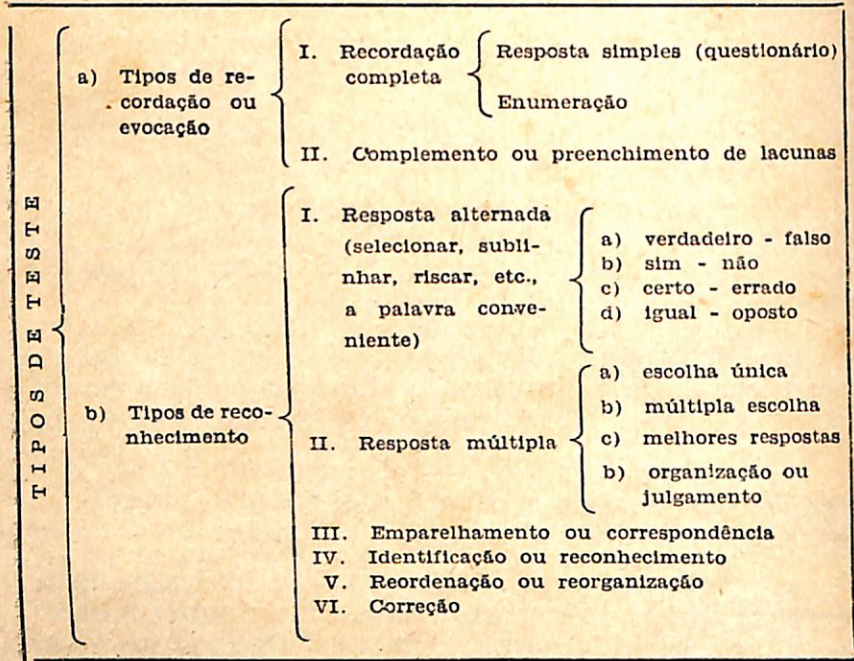 TIPOS DE TESTE
a) Tipos de re-
cordação ou
evocação
I. Recordação
completa
Resposta simples (questionário)
Enumeração
II. Complemento ou preenchimento de lacunas
b) Tipos de reco-
nhecimento
I. Resposta alternada
(selecionar, subli-
nhar, riscar, etc.,
a palavra conve-
niente)
a) verdadeiro - falso
b) sim - não
c) certo - errado
d) igual - oposto
II. Resposta múltipla
a) escolha única
b) múltipla escolha
c) melhores respostas
b) organização ou
julgamento
III. Emparelhamento ou correspondência
IV. Identificação ou reconhecimento
V. Reordenação ou reorganização
VI. Correção